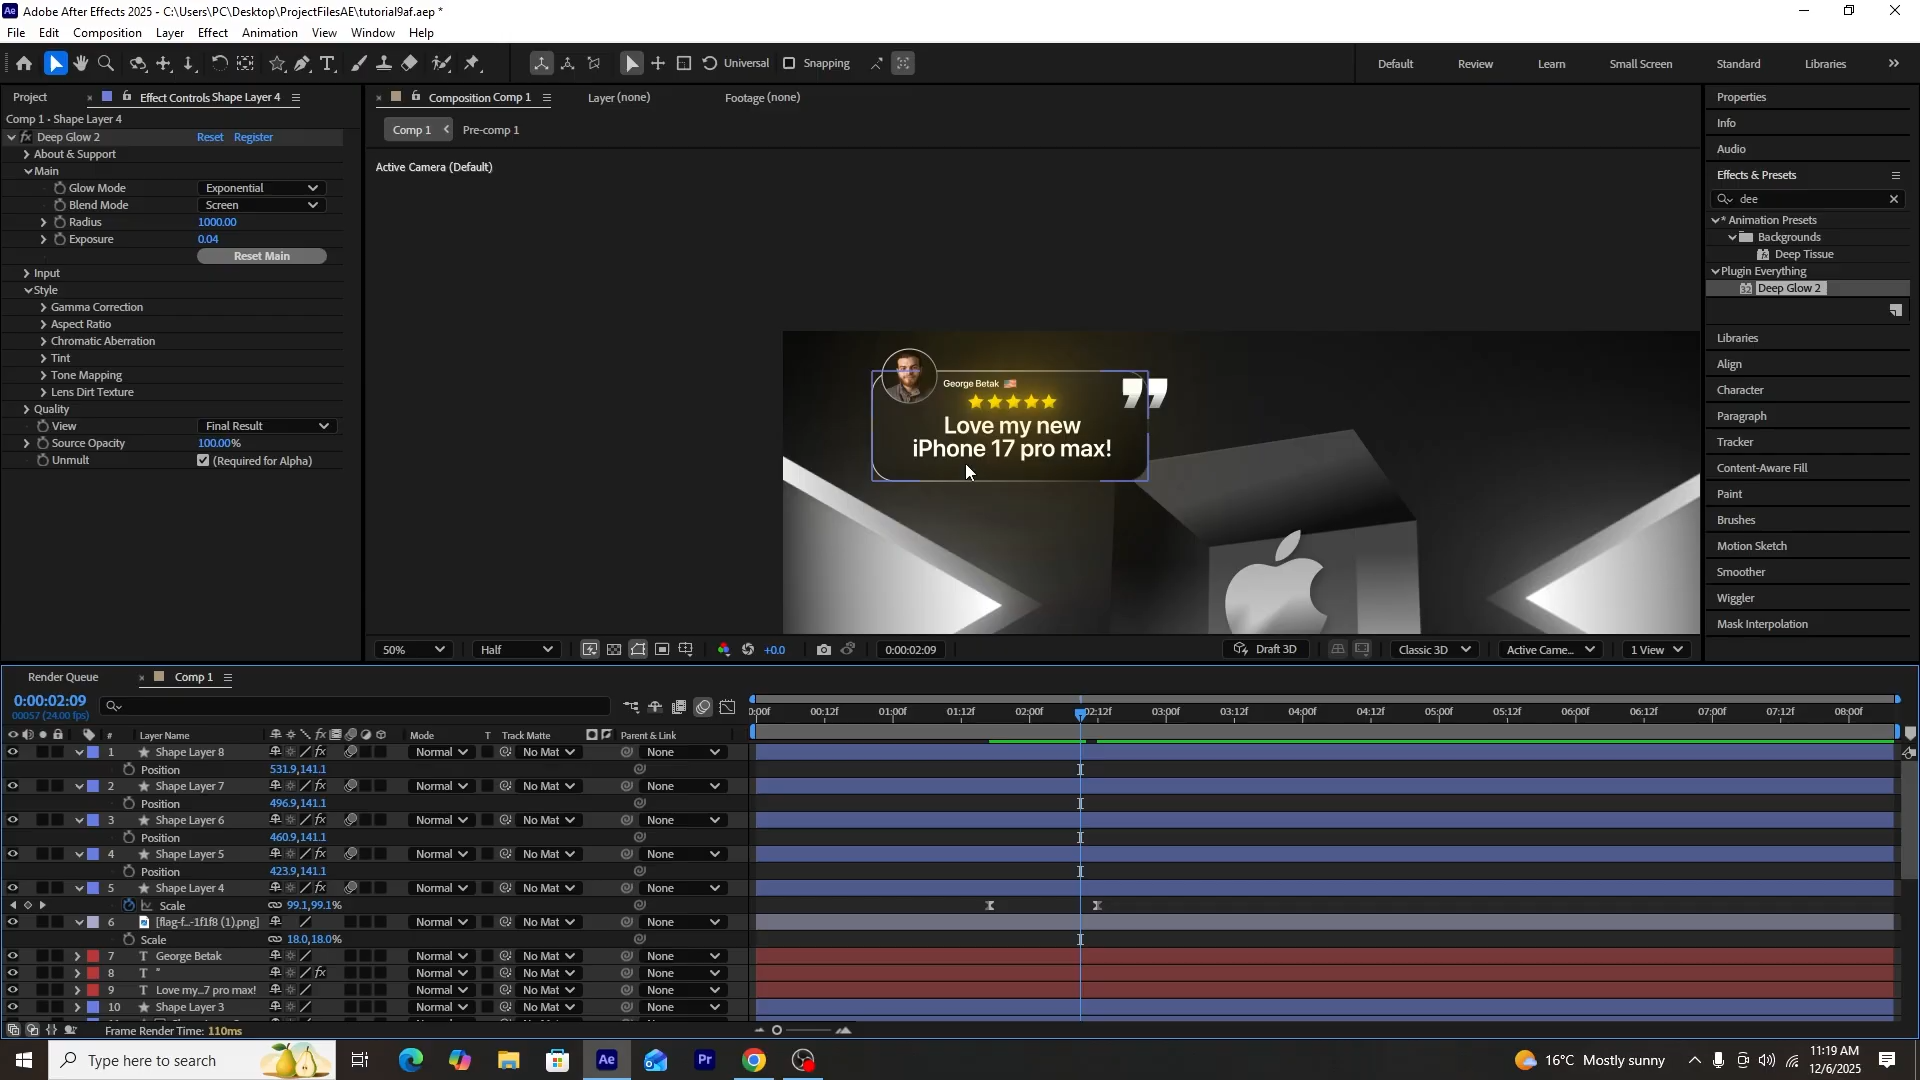 Adobe After Effects 2025 - C:\Users\PC\Desktop\ProjectFilesAE\tutorial9af.aep *
File Edit Composition Layer Effect Animation View Window Help
Universal Snapping Default Review Learn Small Screen Standard Libraries
Project Effect Controls Shape Layer 4
Comp 1 • Shape Layer 4
Deep Glow 2 Reset Register
About & Support
Main
Glow Mode Exponential
Blend Mode Screen
Radius 1000.00
Exposure 0.04
Reset Main
Input
Style
Gamma Correction
Aspect Ratio
Chromatic Aberration
Tint
Tone Mapping
Lens Dirt Texture
Quality
View Final Result
Source Opacity 100.00%
Unmult (Required for Alpha)
Composition Comp 1 Layer (none) Footage (none)
Comp 1 Pre-comp 1
Active Camera (Default)
George Betak
Love my new
iPhone 17 pro max!
"
50% Half +0.0 0:00:02:09 Draft 3D Classic 3D Active Came... 1 View
Properties
Info
Audio
Effects & Presets
dee
* Animation Presets
Backgrounds
Deep Tissue
Plugin Everything
Deep Glow 2
Libraries
Align
Character
Paragraph
Tracker
Content-Aware Fill
Paint
Brushes
Motion Sketch
Smoother
Wiggler
Mask Interpolation
Render Queue Comp 1
0:00:02:09
00057 (24.00 fps)
0:00f 00:12f 01:00f 01:12f 02:00f 02:12f 03:00f 03:12f 04:00f 04:12f 05:00f 05:12f 06:00f 06:12f 07:00f 07:12f 08:00f
# Layer Name Mode T Track Matte Parent & Link
1 Shape Layer 8 Normal No Mat None
Position 531.9,141.1
2 Shape Layer 7 Normal No Mat None
Position 496.9,141.1
3 Shape Layer 6 Normal No Mat None
Position 460.9,141.1
4 Shape Layer 5 Normal No Mat None
Position 423.9,141.1
5 Shape Layer 4 Normal No Mat None
Scale 99.1,99.1%
6 [flag-f...-1f1f8 (1).png] Normal No Mat None
Scale 18.0,18.0%
7 T George Betak Normal No Mat None
8 T " Normal No Mat None
9 T Love my...7 pro max! Normal No Mat None
10 Shape Layer 3 Normal No Mat None
Frame Render Time: 110ms
Type here to search
Ae
Pr
16°C Mostly sunny
11:19 AM
12/6/2025